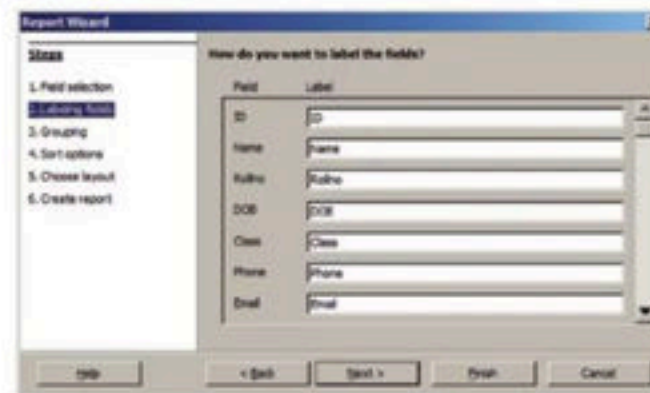 Report Wizard
Steps
1. Field selection
2. Labeling fields
3. Grouping
4. Sort options
5. Choose layout
6. Create report
How do you want to label the fields?
Field Label
ID ID
Name Name
Rollno Rollno
DOB DOB
Class Class
Phone Phone
Email Email
Help < Back Next > Finish Cancel